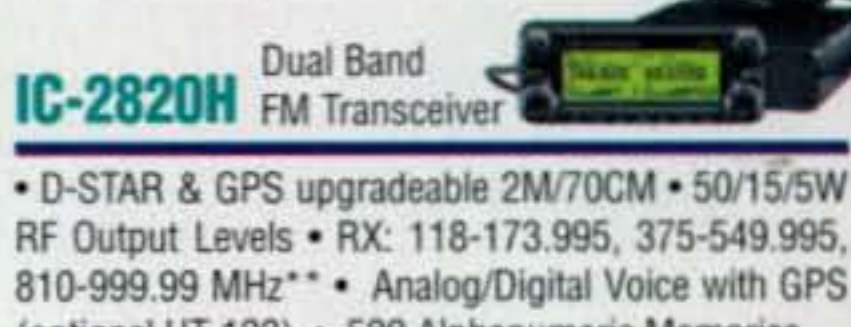 Dual Band
IC-2820H FM Transceiver
• D-STAR & GPS upgradeable 2M/70CM • 50/15/5W
RF Output Levels • RX: 118-173.995, 375-549.995,
810-999.99 MHz** • Analog/Digital Voice with GPS